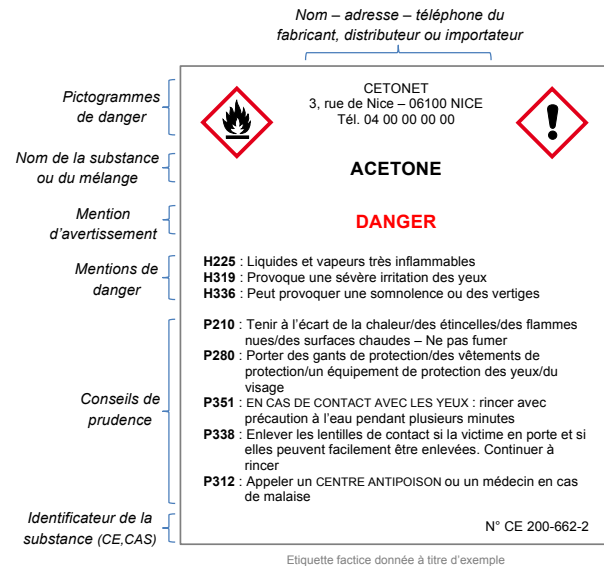 Nom – adresse – téléphone du
fabricant, distributeur ou importateur
Pictogrammes
de danger
CETONET
3, rue de Nice – 06100 NICE
Tél. 04 00 00 00 00
Nom de la substance
ou du mélange
ACETONE
Mention
d’avertissement
DANGER
Mentions de
danger
H225 : Liquides et vapeurs très inflammables
H319 : Provoque une sévère irritation des yeux
H336 : Peut provoquer une somnolence ou des vertiges
Conseils de
prudence
P210 : Tenir à l’écart de la chaleur/des étincelles/des flammes
nues/des surfaces chaudes – Ne pas fumer
P280 : Porter des gants de protection/des vêtements de
protection/un équipement de protection des yeux/du
visage
P351 : EN CAS DE CONTACT AVEC LES YEUX : rincer avec
précaution à l’eau pendant plusieurs minutes
P338 : Enlever les lentilles de contact si la victime en porte et si
elles peuvent facilement être enlevées. Continuer à
rincer
P312 : Appeler un CENTRE ANTIPOISON ou un médecin en cas
de malaise
Identificateur de la
substance (CE,CAS)
N° CE 200-662-2
Etiquette factice donnée à titre d’exemple